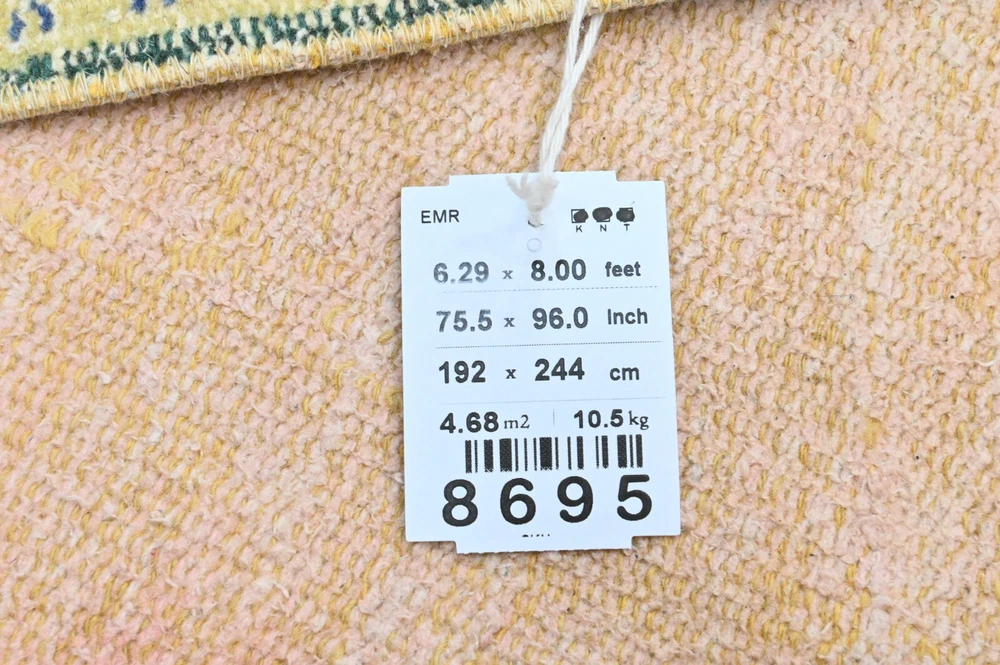 EMR
K N T
6.29 x 8.00 feet
75.5 x 96.0 Inch
192 x 244 cm
4.68 m2 | 10.5 kg
8695